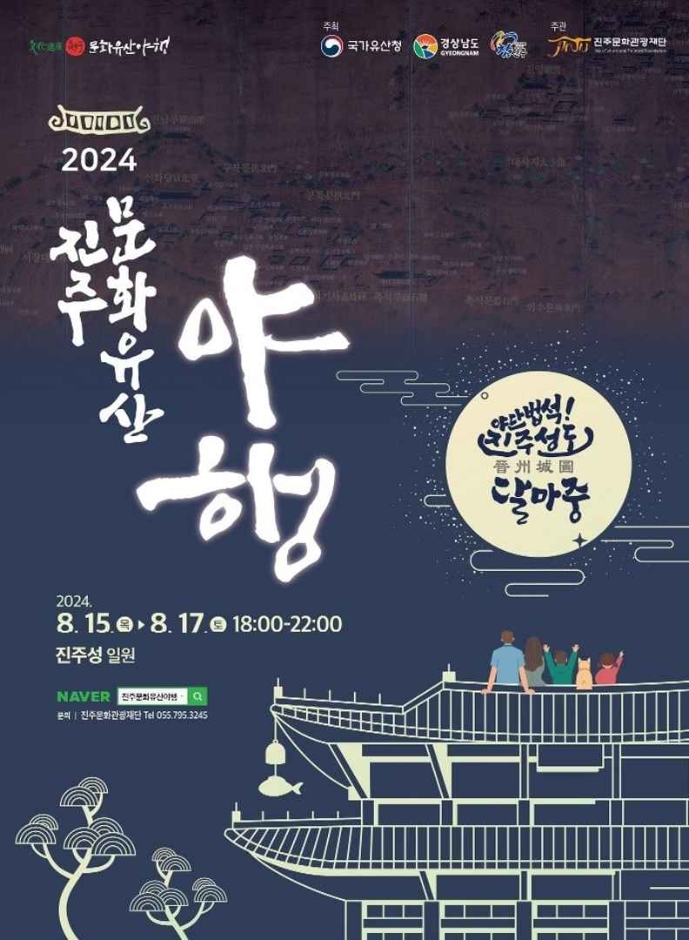 문화유산야행
주최
국가유산청
경상남도
GYEONGNAM
주관
진주문화관광재단
2024
진주
문화유산
야행
야단법석!
진주성도
晋州城圖
달마중
2024.
8. 15.목 ▸ 8. 17.토 18:00-22:00
진주성 일원
NAVER 진주문화유산야행
문의 | 진주문화관광재단 Tel 055.795.3245